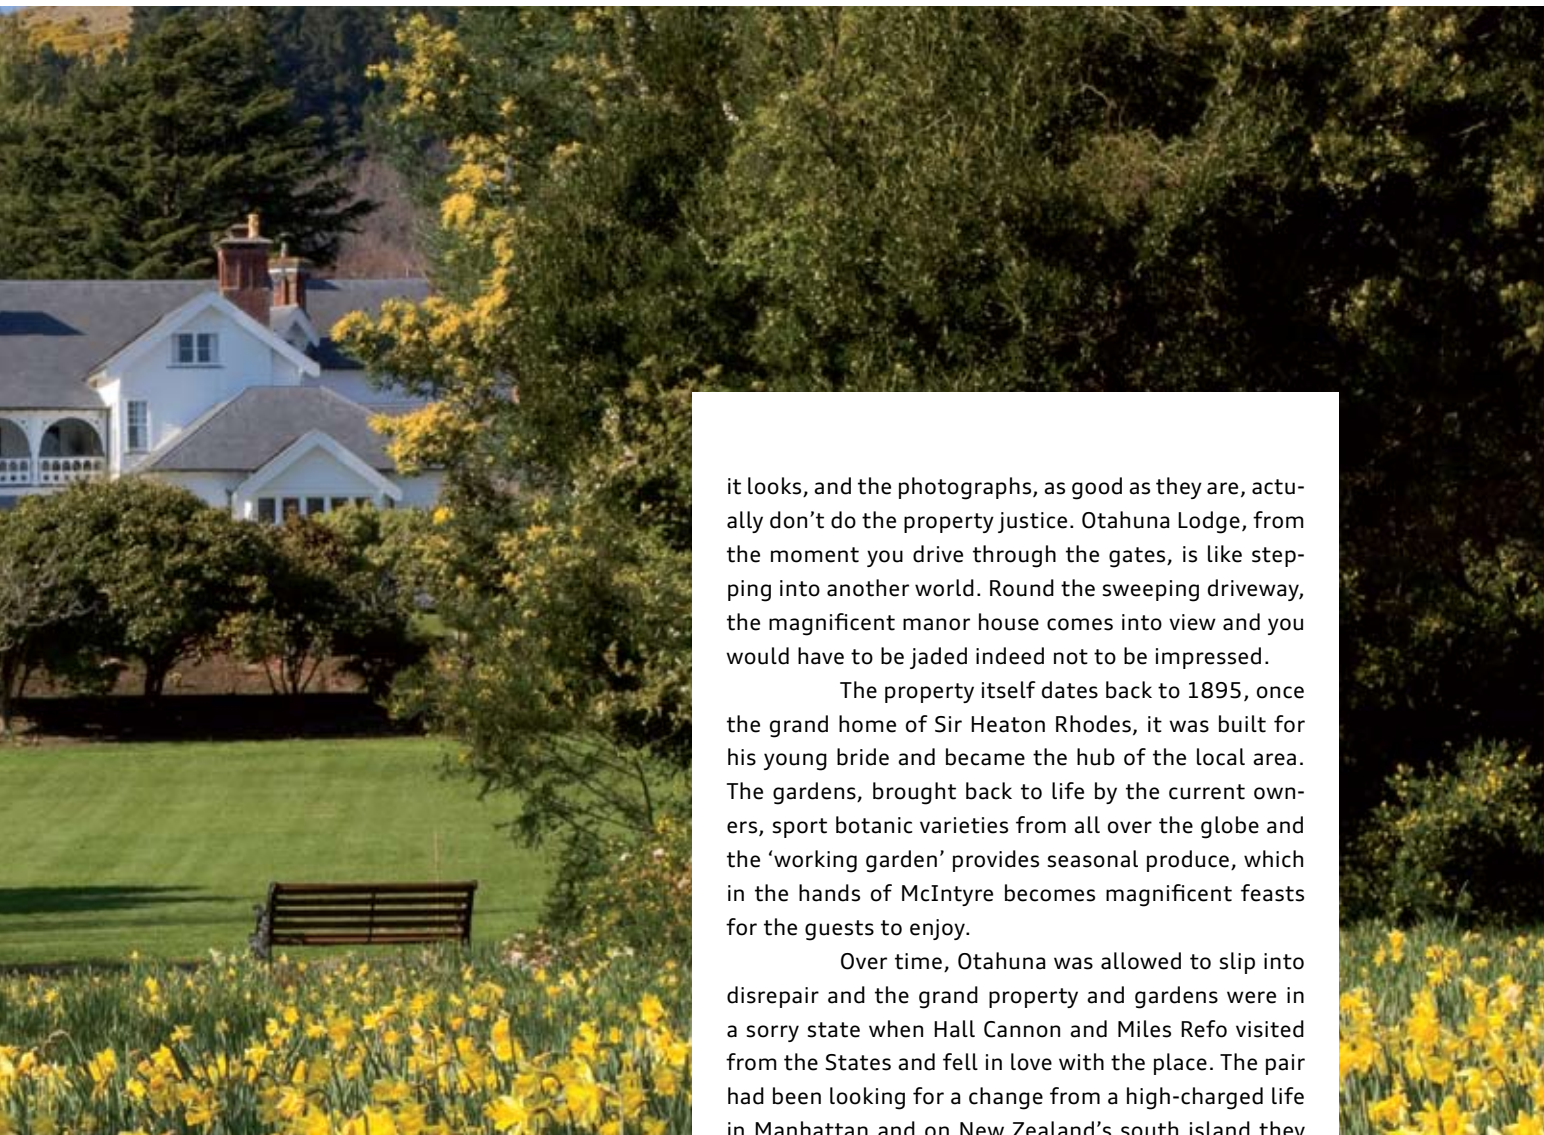 it looks, and the photographs, as good as they are, actu-
ally don’t do the property justice. Otahuna Lodge, from
the moment you drive through the gates, is like step-
ping into another world. Round the sweeping driveway,
the magnificent manor house comes into view and you
would have to be jaded indeed not to be impressed.
The property itself dates back to 1895, once
the grand home of Sir Heaton Rhodes, it was built for
his young bride and became the hub of the local area.
The gardens, brought back to life by the current own-
ers, sport botanic varieties from all over the globe and
the ‘working garden’ provides seasonal produce, which
in the hands of McIntyre becomes magnificent feasts
for the guests to enjoy.
Over time, Otahuna was allowed to slip into
disrepair and the grand property and gardens were in
a sorry state when Hall Cannon and Miles Refo visited
from the States and fell in love with the place. The pair
had been looking for a change from a high-charged life
in Manhattan and on New Zealand’s south island they